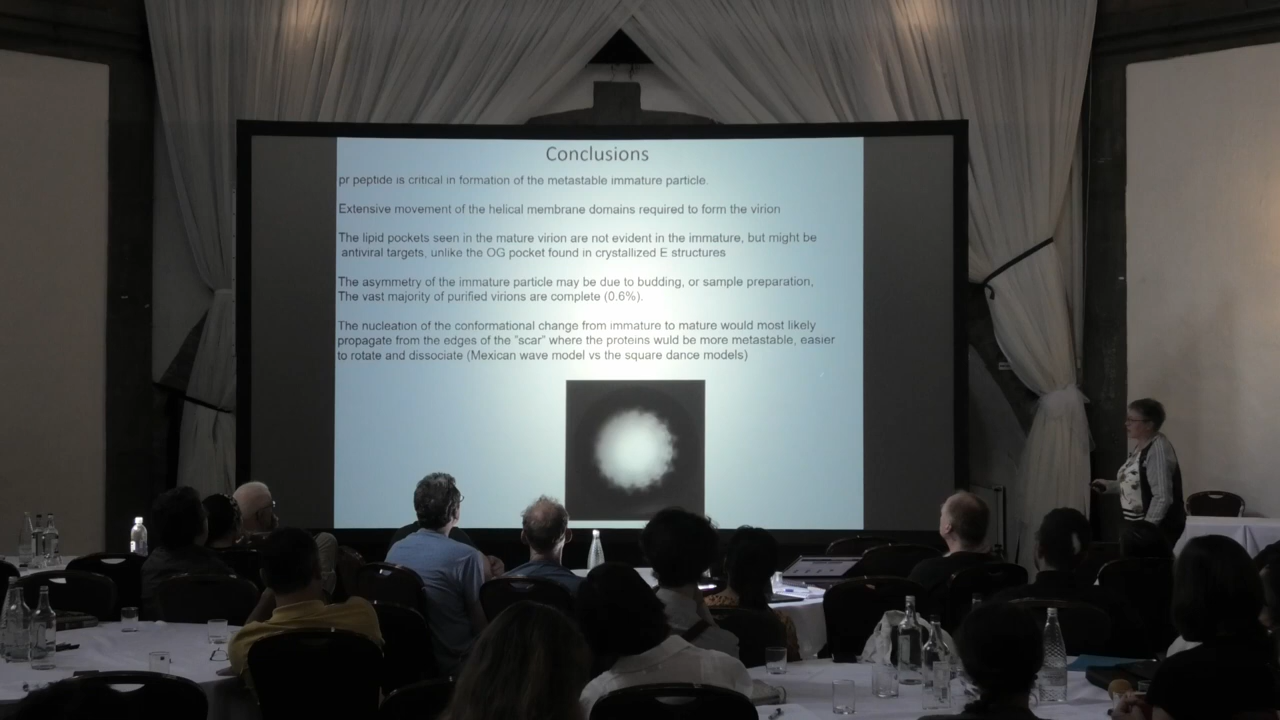 Conclusions
pr peptide is critical in formation of the metastable immature particle.
Extensive movement of the helical membrane domains required to form the virion
The lipid pockets seen in the mature virion are not evident in the immature, but might be
antiviral targets, unlike the OG pocket found in crystallized E structures
The asymmetry of the immature particle may be due to budding, or sample preparation,
The vast majority of purified virions are complete (0.6%).
The nucleation of the conformational change from immature to mature would most likely
propagate from the edges of the "scar" where the proteins wuld be more metastable, easier
to rotate and dissociate (Mexican wave model vs the square dance models)